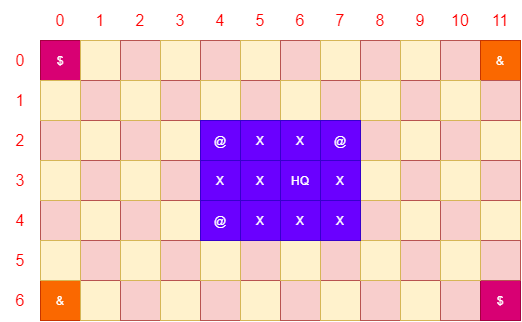 0 1 2 3 4 5 6 7 8 9 10 11
0 $ &
1
2 @ X X @
3 X X HQ X
4 @ X X X
5
6 & $